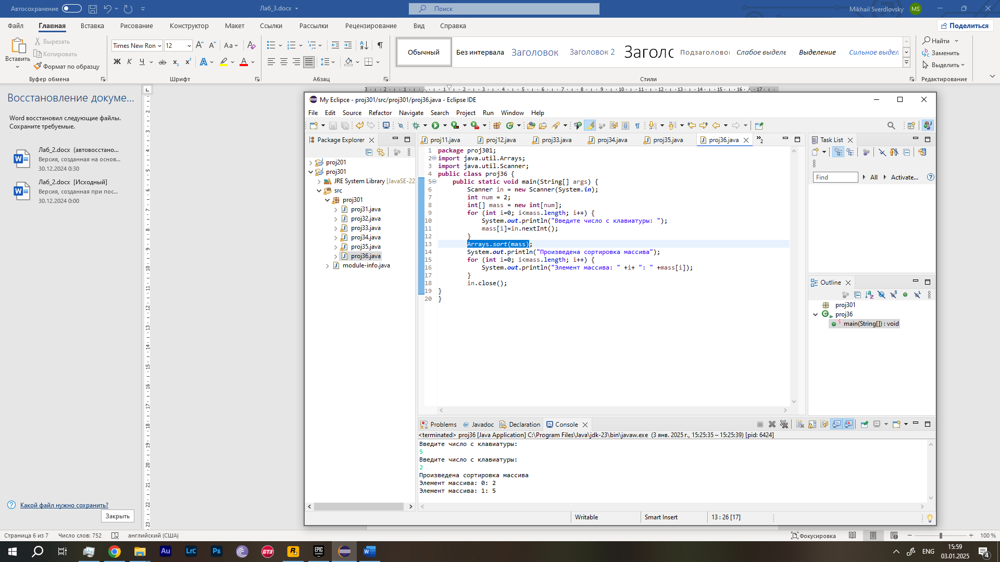 Автосохранение
Лаб_3.docx
Поиск
Mikhail Sverdlovsky
MS
Файл
Главная
Вставка
Рисование
Конструктор
Макет
Ссылки
Рассылки
Рецензирование
Вид
Справка
Поделиться
Вставить
Вырезать
Копировать
Формат по образцу
Буфер обмена
Times New Ron
12
Шрифт
Абзац
Обычный
Без интервала
Заголовок
Заголовок 2
Заголо
Подзаголово
Слабое выделе
Выделение
Сильное выдел
Стили
Найти
Заменить
Выделить
Редактирование
Восстановление докуме...
Word восстановил следующие файлы.
Сохраните требуемые.
Лаб_2.docx (автовосстано...
Версия, созданная на основ...
30.12.2024 0:30
Лаб_2.docx [Исходный]
Версия, созданная при пос...
30.12.2024 0:00
Какой файл нужно сохранить?
Закрыть
My Eclipce - proj301/src/proj301/proj36.java - Eclipse IDE
File Edit Source Refactor Navigate Search Project Run Window Help
Package Explorer
proj201
proj301
JRE System Library [JavaSE-22
src
proj301
proj31.java
proj32.java
proj33.java
proj34.java
proj35.java
proj36.java
module-info.java
proj11.java
proj12.java
proj33.java
proj34.java
proj35.java
proj36.java
»2
1 package proj301;
2 import java.util.Arrays;
3 import java.util.Scanner;
4 public class proj36 {
5 public static void main(String[] args) {
6 Scanner in = new Scanner(System.in);
7 int num = 2;
8 int[] mass = new int[num];
9 for (int i=0; i<mass.length; i++) {
10 System.out.println("Введите число с клавиатуры: ");
11 mass[i]=in.nextInt();
12 }
13 Arrays.sort(mass);
14 System.out.println("Произведена сортировка массива");
15 for (int i=0; i<mass.length; i++) {
16 System.out.println("Элемент массива: " +i+ ": " +mass[i]);
17 }
18 in.close();
19 }
20 }
Task List
Find
All
Activate...
Outline
proj301
proj36
main(String[]) : void
Problems
Javadoc
Declaration
Console
<terminated> proj36 [Java Application] C:\Program Files\Java\jdk-23\bin\javaw.exe (3 янв. 2025 г., 15:25:35 – 15:25:39) [pid: 6424]
Введите число с клавиатуры:
5
Введите число с клавиатуры:
2
Произведена сортировка массива
Элемент массива: 0: 2
Элемент массива: 1: 5
Writable
Smart Insert
13 : 26 [17]
Страница 6 из 7
Число слов: 752
английский (США)
Фокусировка
100 %
Au
Lrc
Ps
GT3
R
EPIC GAMES
ENG
15:59
03.01.2025
4